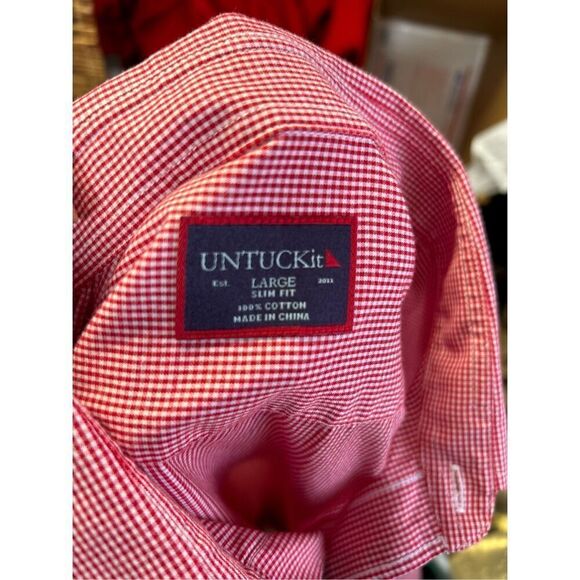 UNTUCKit
Est. LARGE 2011
SLIM FIT
100% COTTON
MADE IN CHINA